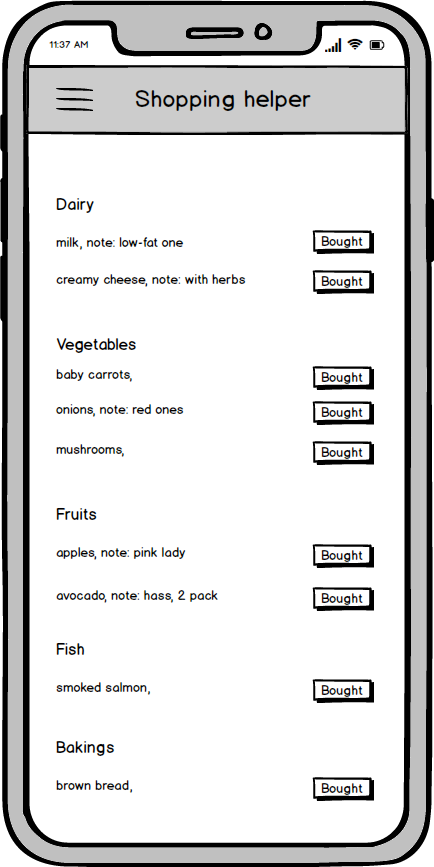 11:37 AM
Shopping helper
Dairy
milk, note: low-fat one Bought
creamy cheese, note: with herbs Bought
Vegetables
baby carrots, Bought
onions, note: red ones Bought
mushrooms, Bought
Fruits
apples, note: pink lady Bought
avocado, note: hass, 2 pack Bought
Fish
smoked salmon, Bought
Bakings
brown bread, Bought